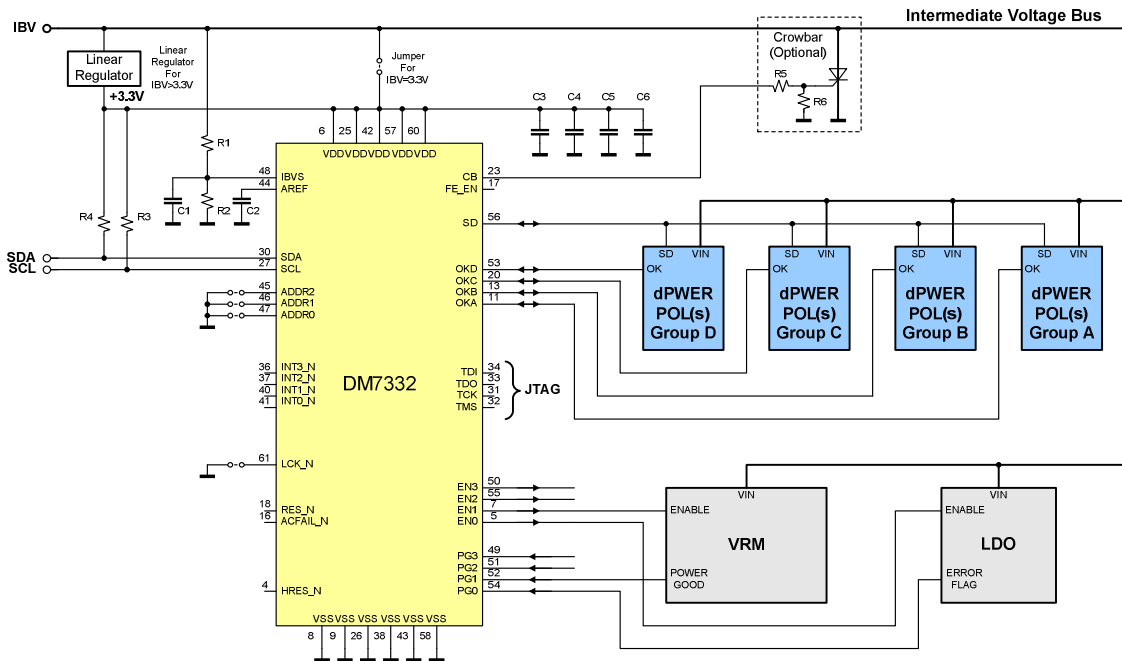 IBV
Intermediate Voltage Bus
Linear
Regulator
Linear
Regulator
For
IBV>3.3V
+3.3V
Jumper
For
IBV=3.3V
Crowbar
(Optional)
R5
R6
C3
C4
C5
C6
6
25
42
57
60
VDD
VDD
VDD
VDD
VDD
R1
R2
R3
R4
C1
C2
48
IBVS
44
AREF
SDA
SCL
30
SDA
27
SCL
45
ADDR2
46
ADDR1
47
ADDR0
36
INT3_N
37
INT2_N
40
INT1_N
41
INT0_N
61
LCK_N
18
RES_N
16
ACFAIL_N
4
HRES_N
DM7332
CB
23
FE_EN
17
SD
56
OKD
53
OKC
20
OKB
13
OKA
11
TDI
34
TDO
33
TCK
31
TMS
32
JTAG
EN3
50
EN2
55
EN1
7
EN0
5
PG3
49
PG2
51
PG1
52
PG0
54
VSS
VSS
VSS
VSS
VSS
VSS
8
9
26
38
43
58
SD
VIN
OK
dPWER
POL(s)
Group D
SD
VIN
OK
dPWER
POL(s)
Group C
SD
VIN
OK
dPWER
POL(s)
Group B
SD
VIN
OK
dPWER
POL(s)
Group A
VIN
ENABLE
VRM
POWER
GOOD
VIN
ENABLE
LDO
ERROR
FLAG